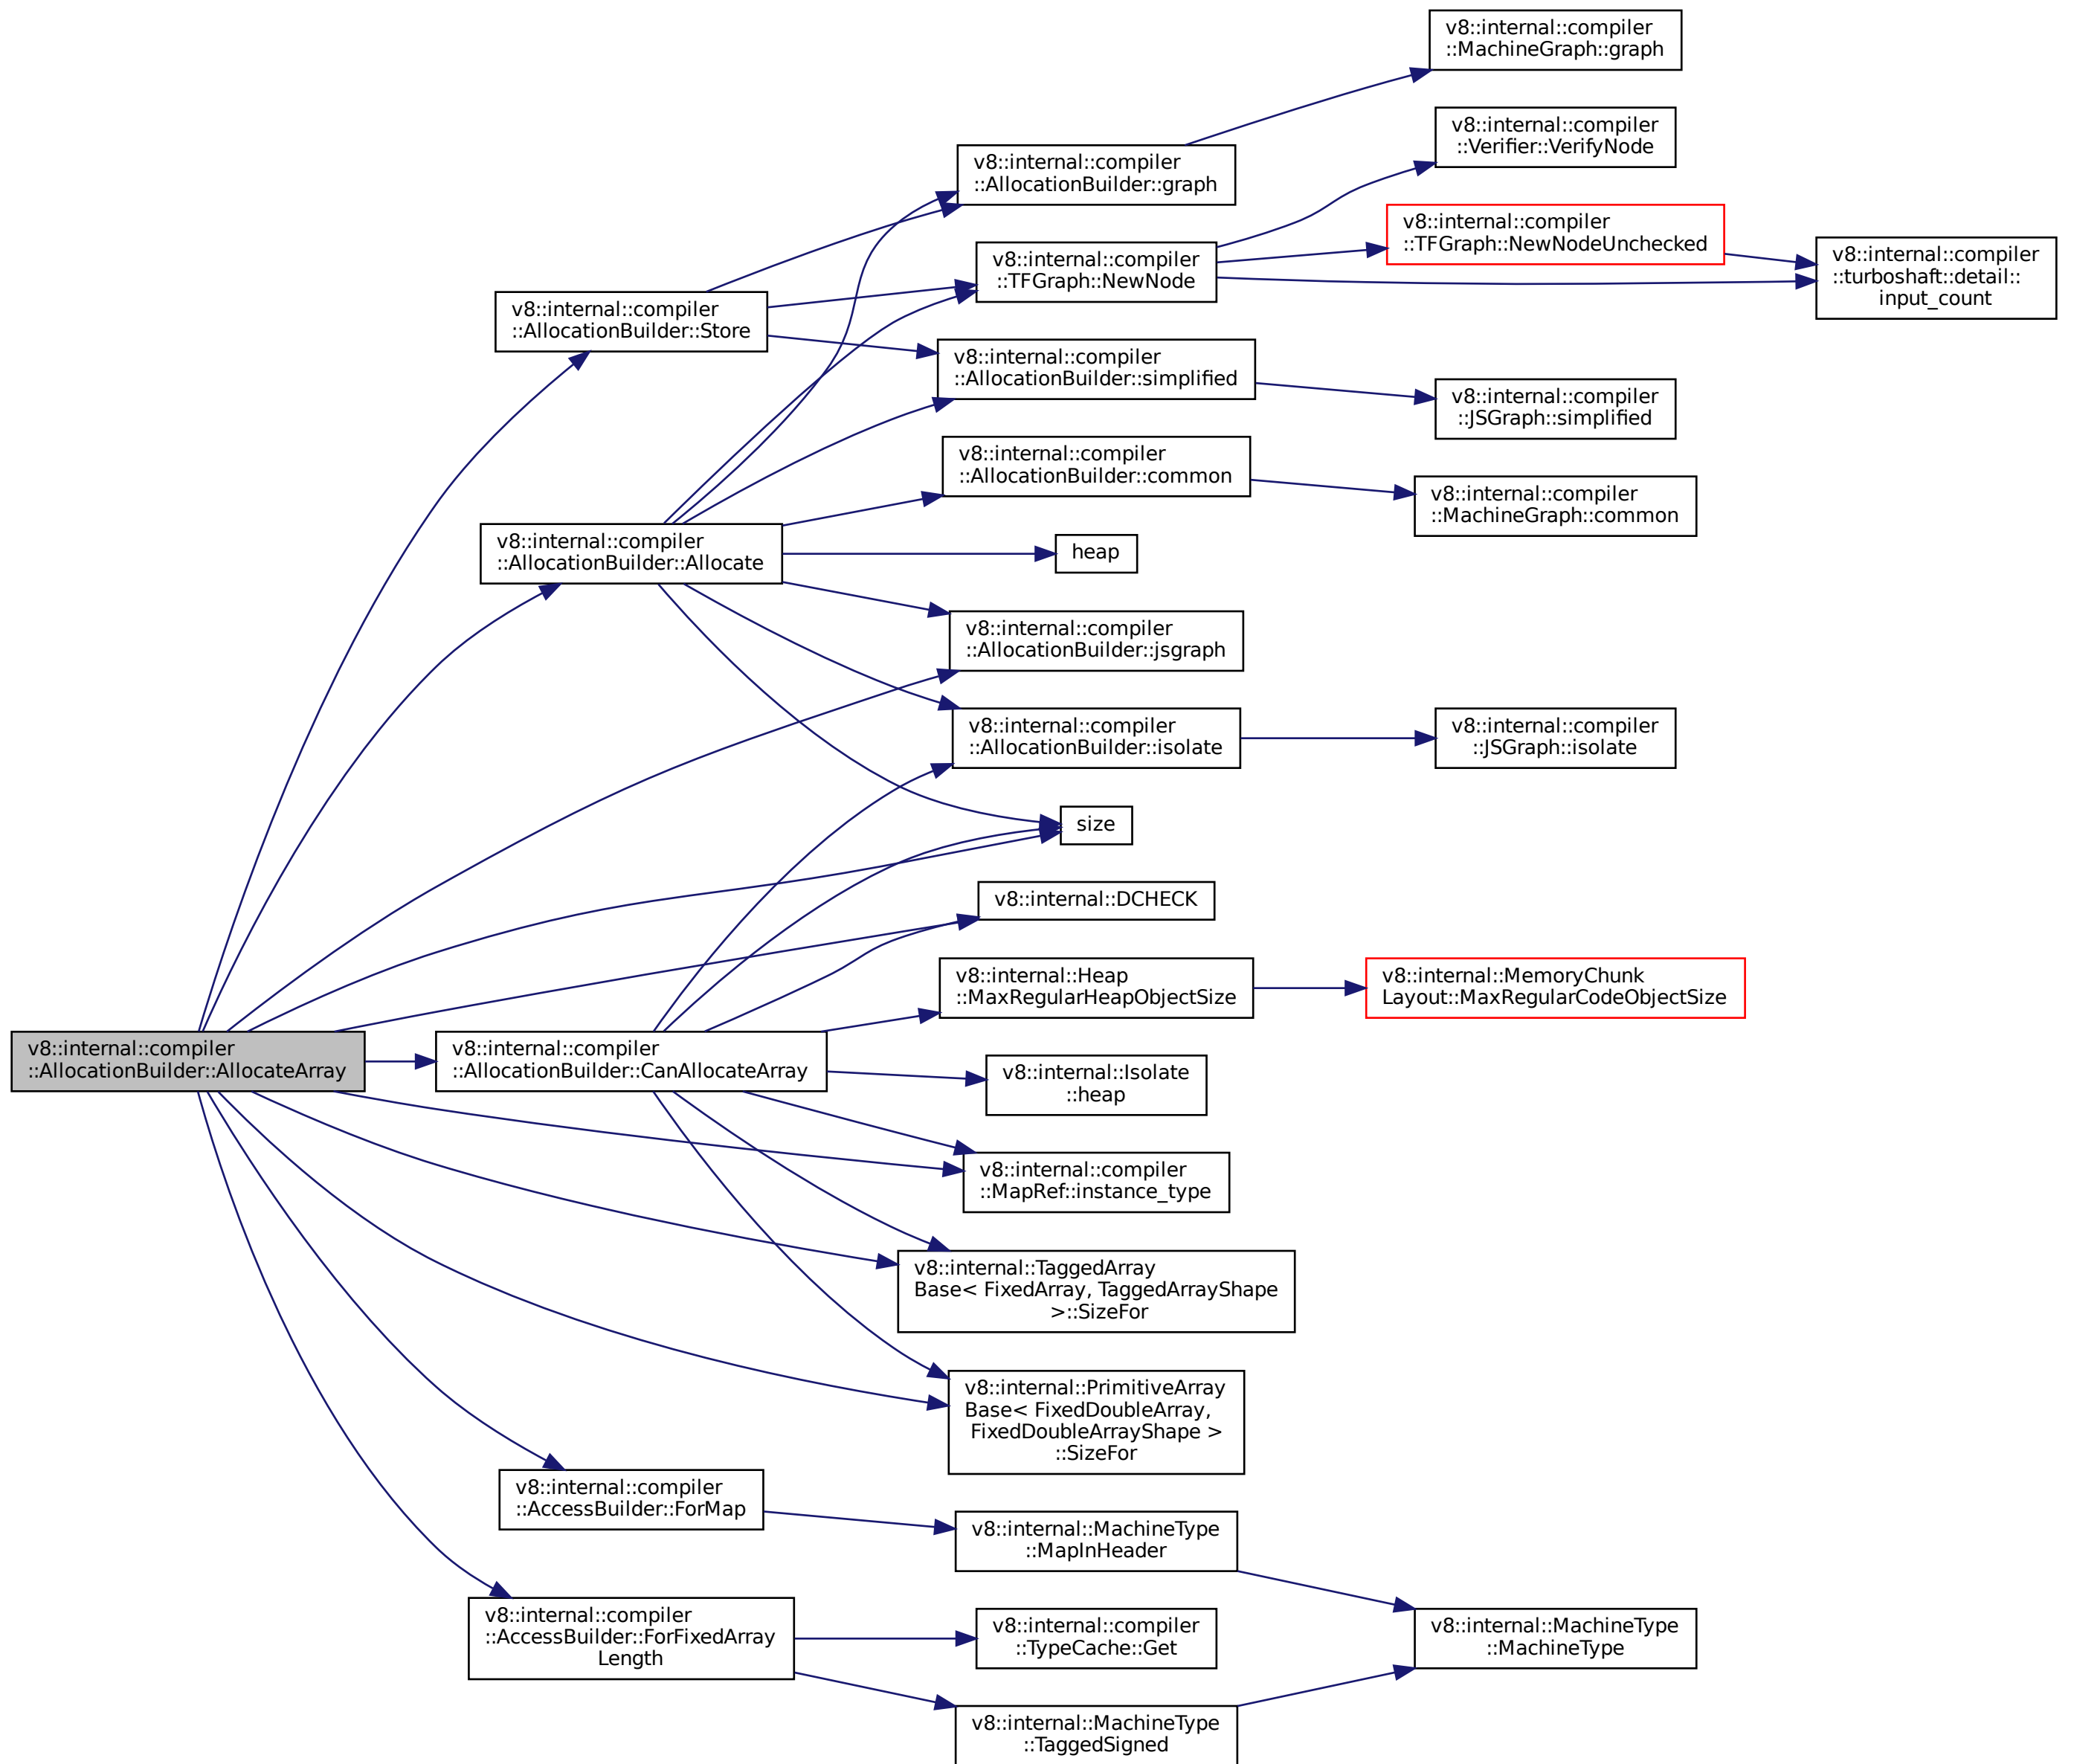 v8::internal::compiler
::MachineGraph::graph
v8::internal::compiler
::Verifier::VerifyNode
v8::internal::compiler
::AllocationBuilder::graph
v8::internal::compiler
::TFGraph::NewNodeUnchecked
v8::internal::compiler
::TFGraph::NewNode
v8::internal::compiler
::turboshaft::detail::
input_count
v8::internal::compiler
::AllocationBuilder::Store
v8::internal::compiler
::AllocationBuilder::simplified
v8::internal::compiler
::JSGraph::simplified
v8::internal::compiler
::AllocationBuilder::common
v8::internal::compiler
::MachineGraph::common
v8::internal::compiler
::AllocationBuilder::Allocate
heap
v8::internal::compiler
::AllocationBuilder::jsgraph
v8::internal::compiler
::AllocationBuilder::isolate
v8::internal::compiler
::JSGraph::isolate
size
v8::internal::DCHECK
v8::internal::Heap
::MaxRegularHeapObjectSize
v8::internal::MemoryChunk
Layout::MaxRegularCodeObjectSize
v8::internal::compiler
::AllocationBuilder::AllocateArray
v8::internal::compiler
::AllocationBuilder::CanAllocateArray
v8::internal::Isolate
::heap
v8::internal::compiler
::MapRef::instance_type
v8::internal::TaggedArray
Base< FixedArray, TaggedArrayShape
>::SizeFor
v8::internal::PrimitiveArray
Base< FixedDoubleArray,
FixedDoubleArrayShape >
::SizeFor
v8::internal::compiler
::AccessBuilder::ForMap
v8::internal::MachineType
::MapInHeader
v8::internal::compiler
::AccessBuilder::ForFixedArray
Length
v8::internal::compiler
::TypeCache::Get
v8::internal::MachineType
::MachineType
v8::internal::MachineType
::TaggedSigned